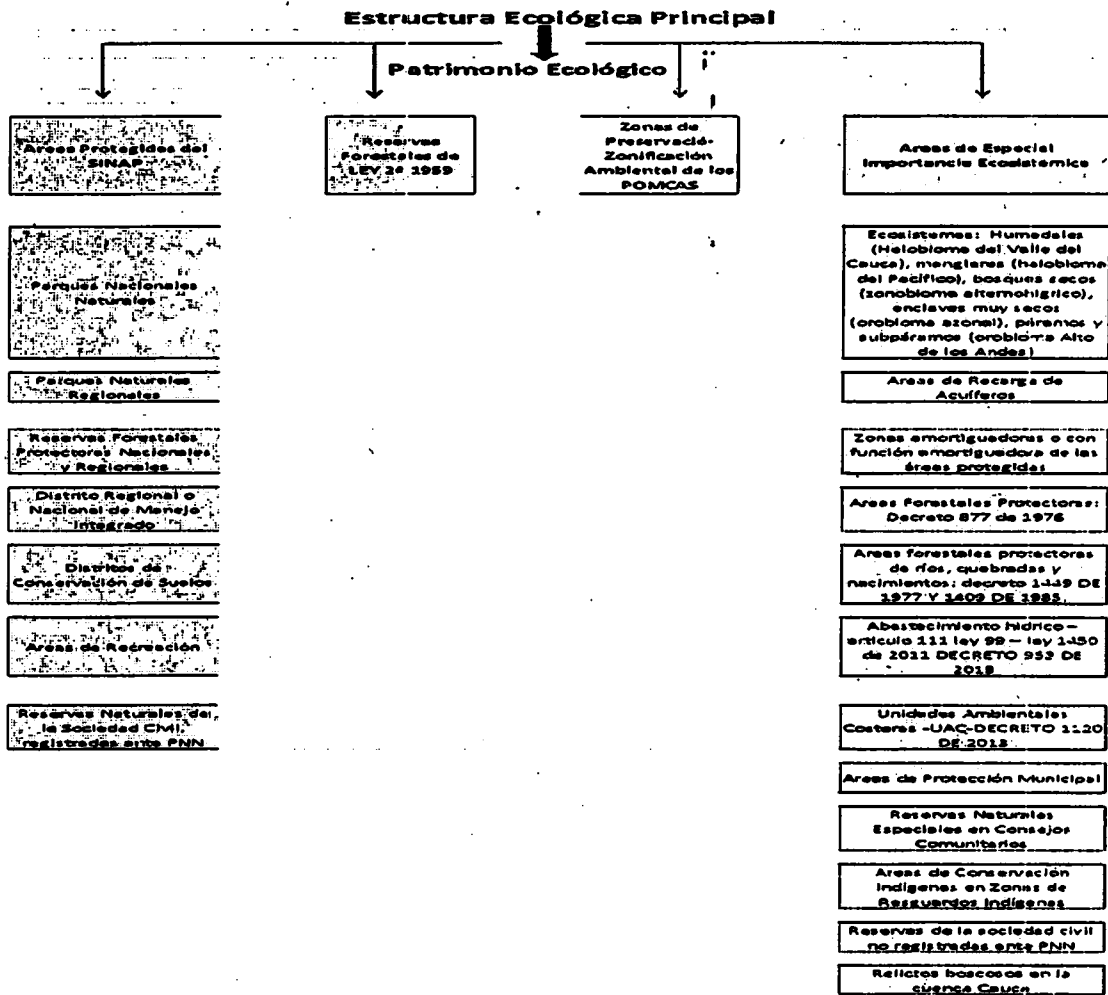 Estructura Ecológica Principal
Patrimonio Ecológico
Areas Protegidas del
SINAP
Reservas
Forestales de
LEY 2ª 1959
Zonas de
Preservació-
Zonificación
Ambiental de los
POMCAS
Areas de Especial
Importancia Ecosistémica
Parques Nacionales
Naturales
Parques Naturales
Regionales
Reservas Forestales
Protectores Nacionales
y Regionales
Distrito Regional o
Nacional de Manejo
Integrado
Distritos de
Conservación de Suelos
Areas de Recreación
Reservas Naturales de
la Sociedad Civil,
registradas ante PNN
Ecosistemas: Humedales
(Helobioma del Valle del
Cauca), manglares (halobioma
del Pacífico), bosques secos
(zonobioma alternohígrico),
enclaves muy secos
(orobioma azonal), páramos y
subpáramos (orobioma Alto
de los Andes)
Areas de Recarga de
Acuíferos
Zonas amortiguadoras o con
función amortiguadora de las
áreas protegidas
Areas Forestales Protectoras:
Decreto 877 de 1976
Areas forestales protectoras
de ríos, quebradas y
nacimientos: decreto 1449 DE
1977 Y 1409 DE 1985
Abastecimiento hídrico –
artículo 111 ley 99 – ley 1450
de 2011 DECRETO 953 DE
2013
Unidades Ambientales
Costeras -UAC-DECRETO 1120
DE 2013
Areas de Protección Municipal
Reservas Naturales
Especiales en Consejos
Comunitarios
Areas de Conservación
Indígenas en Zonas de
Resguardos Indígenas
Reservas de la sociedad civil
no registradas ante PNN
Relictos boscosos en la
cuenca Cauca